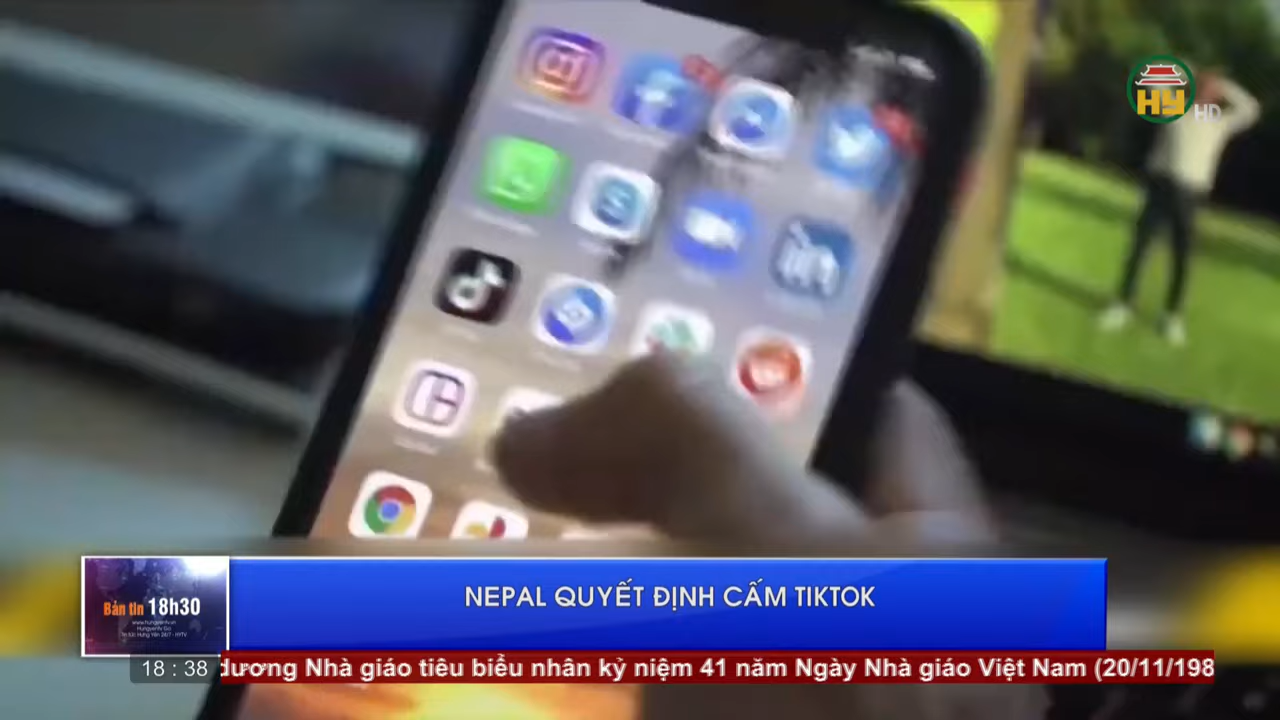 HY HD
NEPAL QUYẾT ĐỊNH CẤM TIKTOK
Bản tin 18h30
18 : 38
dương Nhà giáo tiêu biểu nhân kỷ niệm 41 năm Ngày Nhà giáo Việt Nam (20/11/198